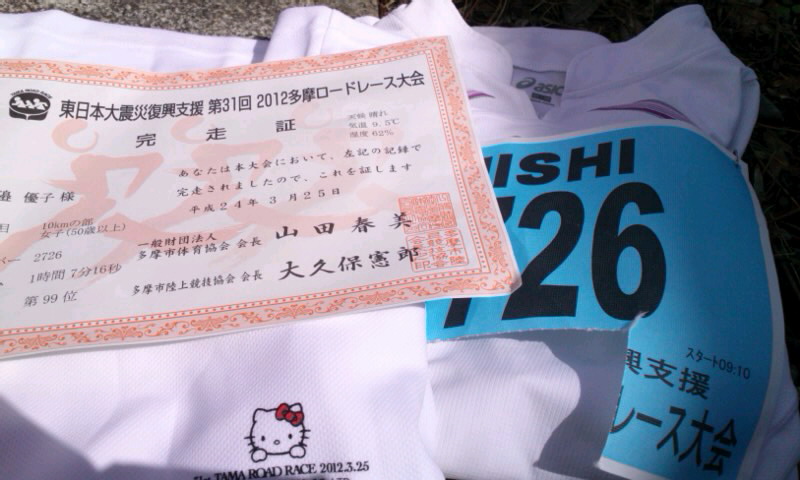 TAMA ROAD RACE
東日本大震災復興支援 第31回 2012多摩ロードレース大会
完走証
天候 晴れ
気温 9.5℃
湿度 62%
あなたは本大会において、左記の記録で
完走されましたので、これを証します
平成24年 3月25日
優子 様
10kmの部
女子(50歳以上)
2726
1時間 7分16秒
第99位
一般財団法人
多摩市体育協会 会長 山田春美
多摩市陸上競技協会 会長 大久保憲郎
asics
NISHI
726
スタート09:10
興支援
レース大会
TAMA ROAD RACE 2012.3.25